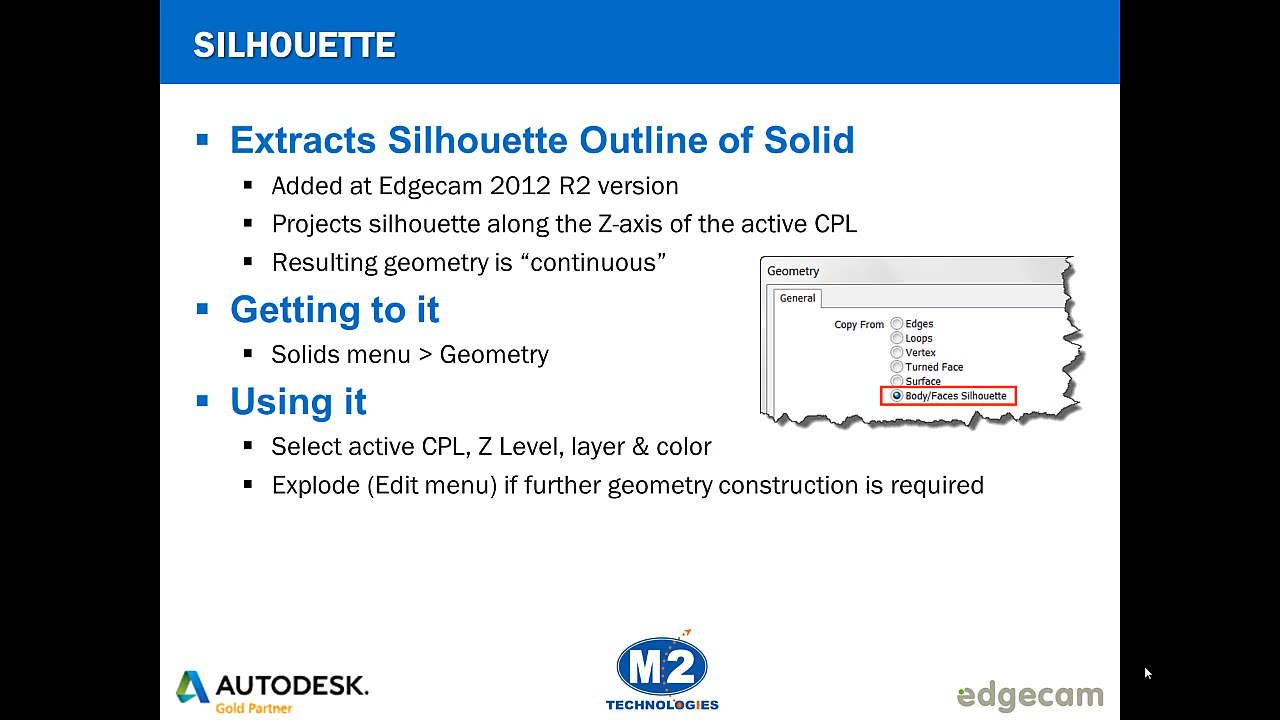 SILHOUETTE
Extracts Silhouette Outline of Solid
Added at Edgecam 2012 R2 version
Projects silhouette along the Z-axis of the active CPL
Resulting geometry is “continuous”
Getting to it
Solids menu > Geometry
Using it
Select active CPL, Z Level, layer & color
Explode (Edit menu) if further geometry construction is required
Geometry
General
Copy From
Edges
Loops
Vertex
Turned Face
Surface
Body/Faces Silhouette
AUTODESK.
Gold Partner
M2
TECHNOLOGIES
edgecam